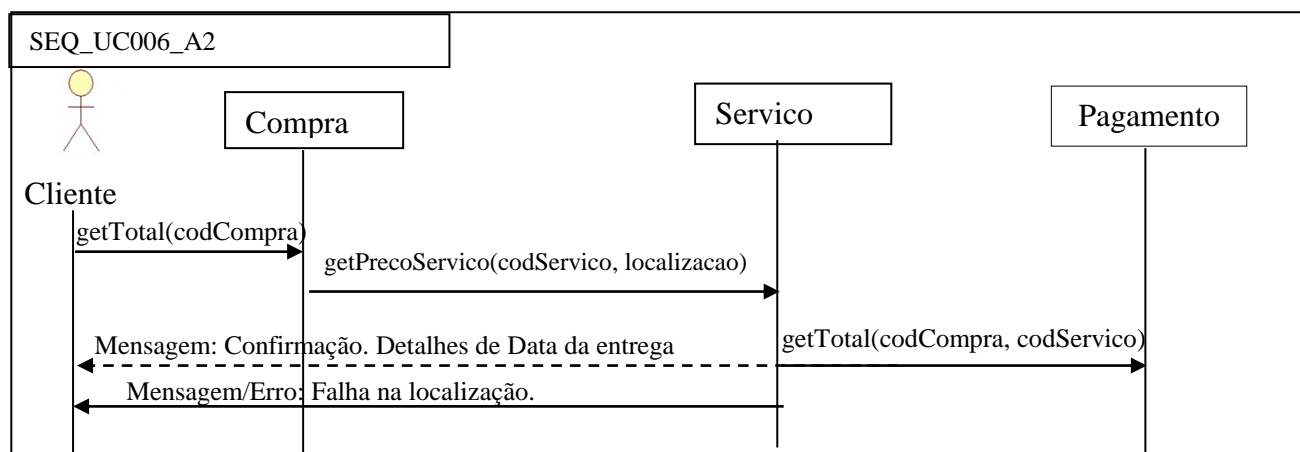 SEQ_UC006_A2
Compra
Servico
Pagamento
Cliente
getTotal(codCompra)
getPrecoServico(codServico, localizacao)
Mensagem: Confirmação. Detalhes de Data da entrega
getTotal(codCompra, codServico)
Mensagem/Erro: Falha na localização.